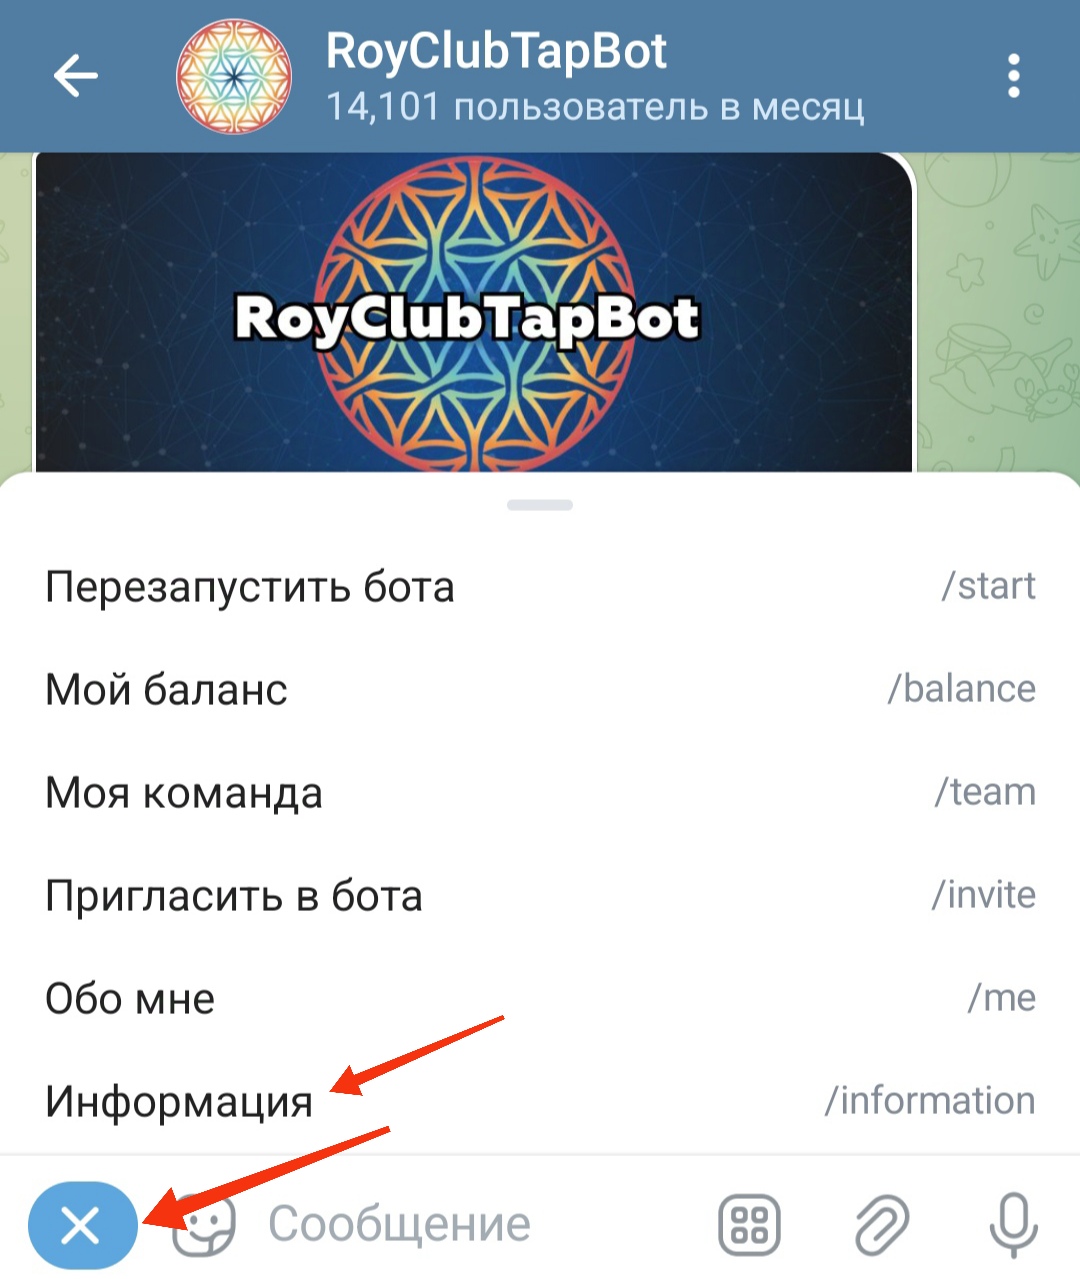 RoyClubTapBot
14,101 пользователь в месяц
RoyClubTapBot
Перезапустить бота /start
Мой баланс /balance
Моя команда /team
Пригласить в бота /invite
Обо мне /me
Информация /information
Сообщение